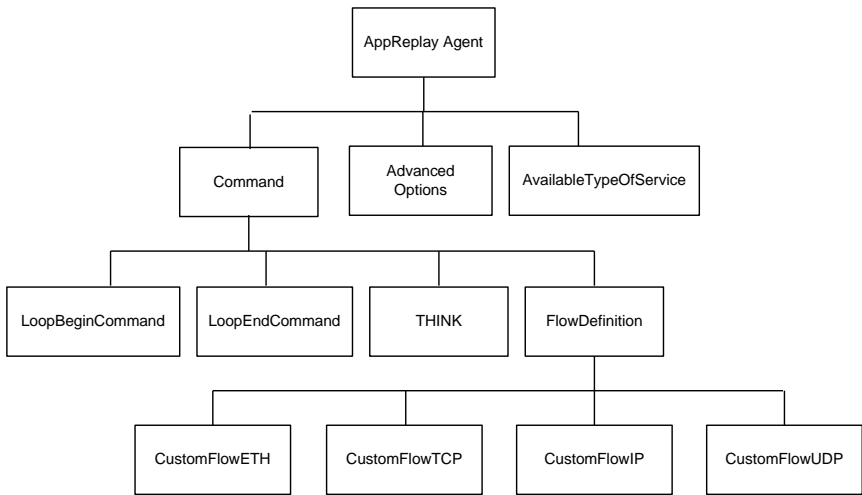 AppReplay Agent
Command
Advanced
Options
AvailableTypeOfService
LoopBeginCommand
LoopEndCommand
THINK
FlowDefinition
CustomFlowETH
CustomFlowTCP
CustomFlowIP
CustomFlowUDP